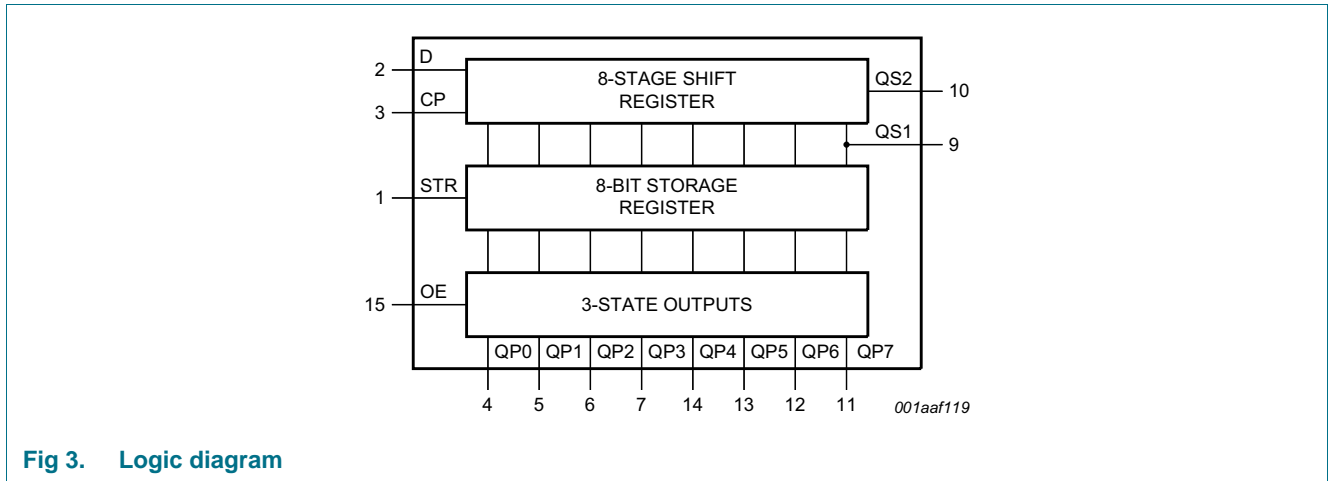 D
2
8-STAGE SHIFT
REGISTER
QS2
10
CP
3
QS1
9
STR
1
8-BIT STORAGE
REGISTER
OE
15
3-STATE OUTPUTS
QP0 QP1 QP2 QP3 QP4 QP5 QP6 QP7
4 5 6 7 14 13 12 11
001aaf119
Fig 3. Logic diagram